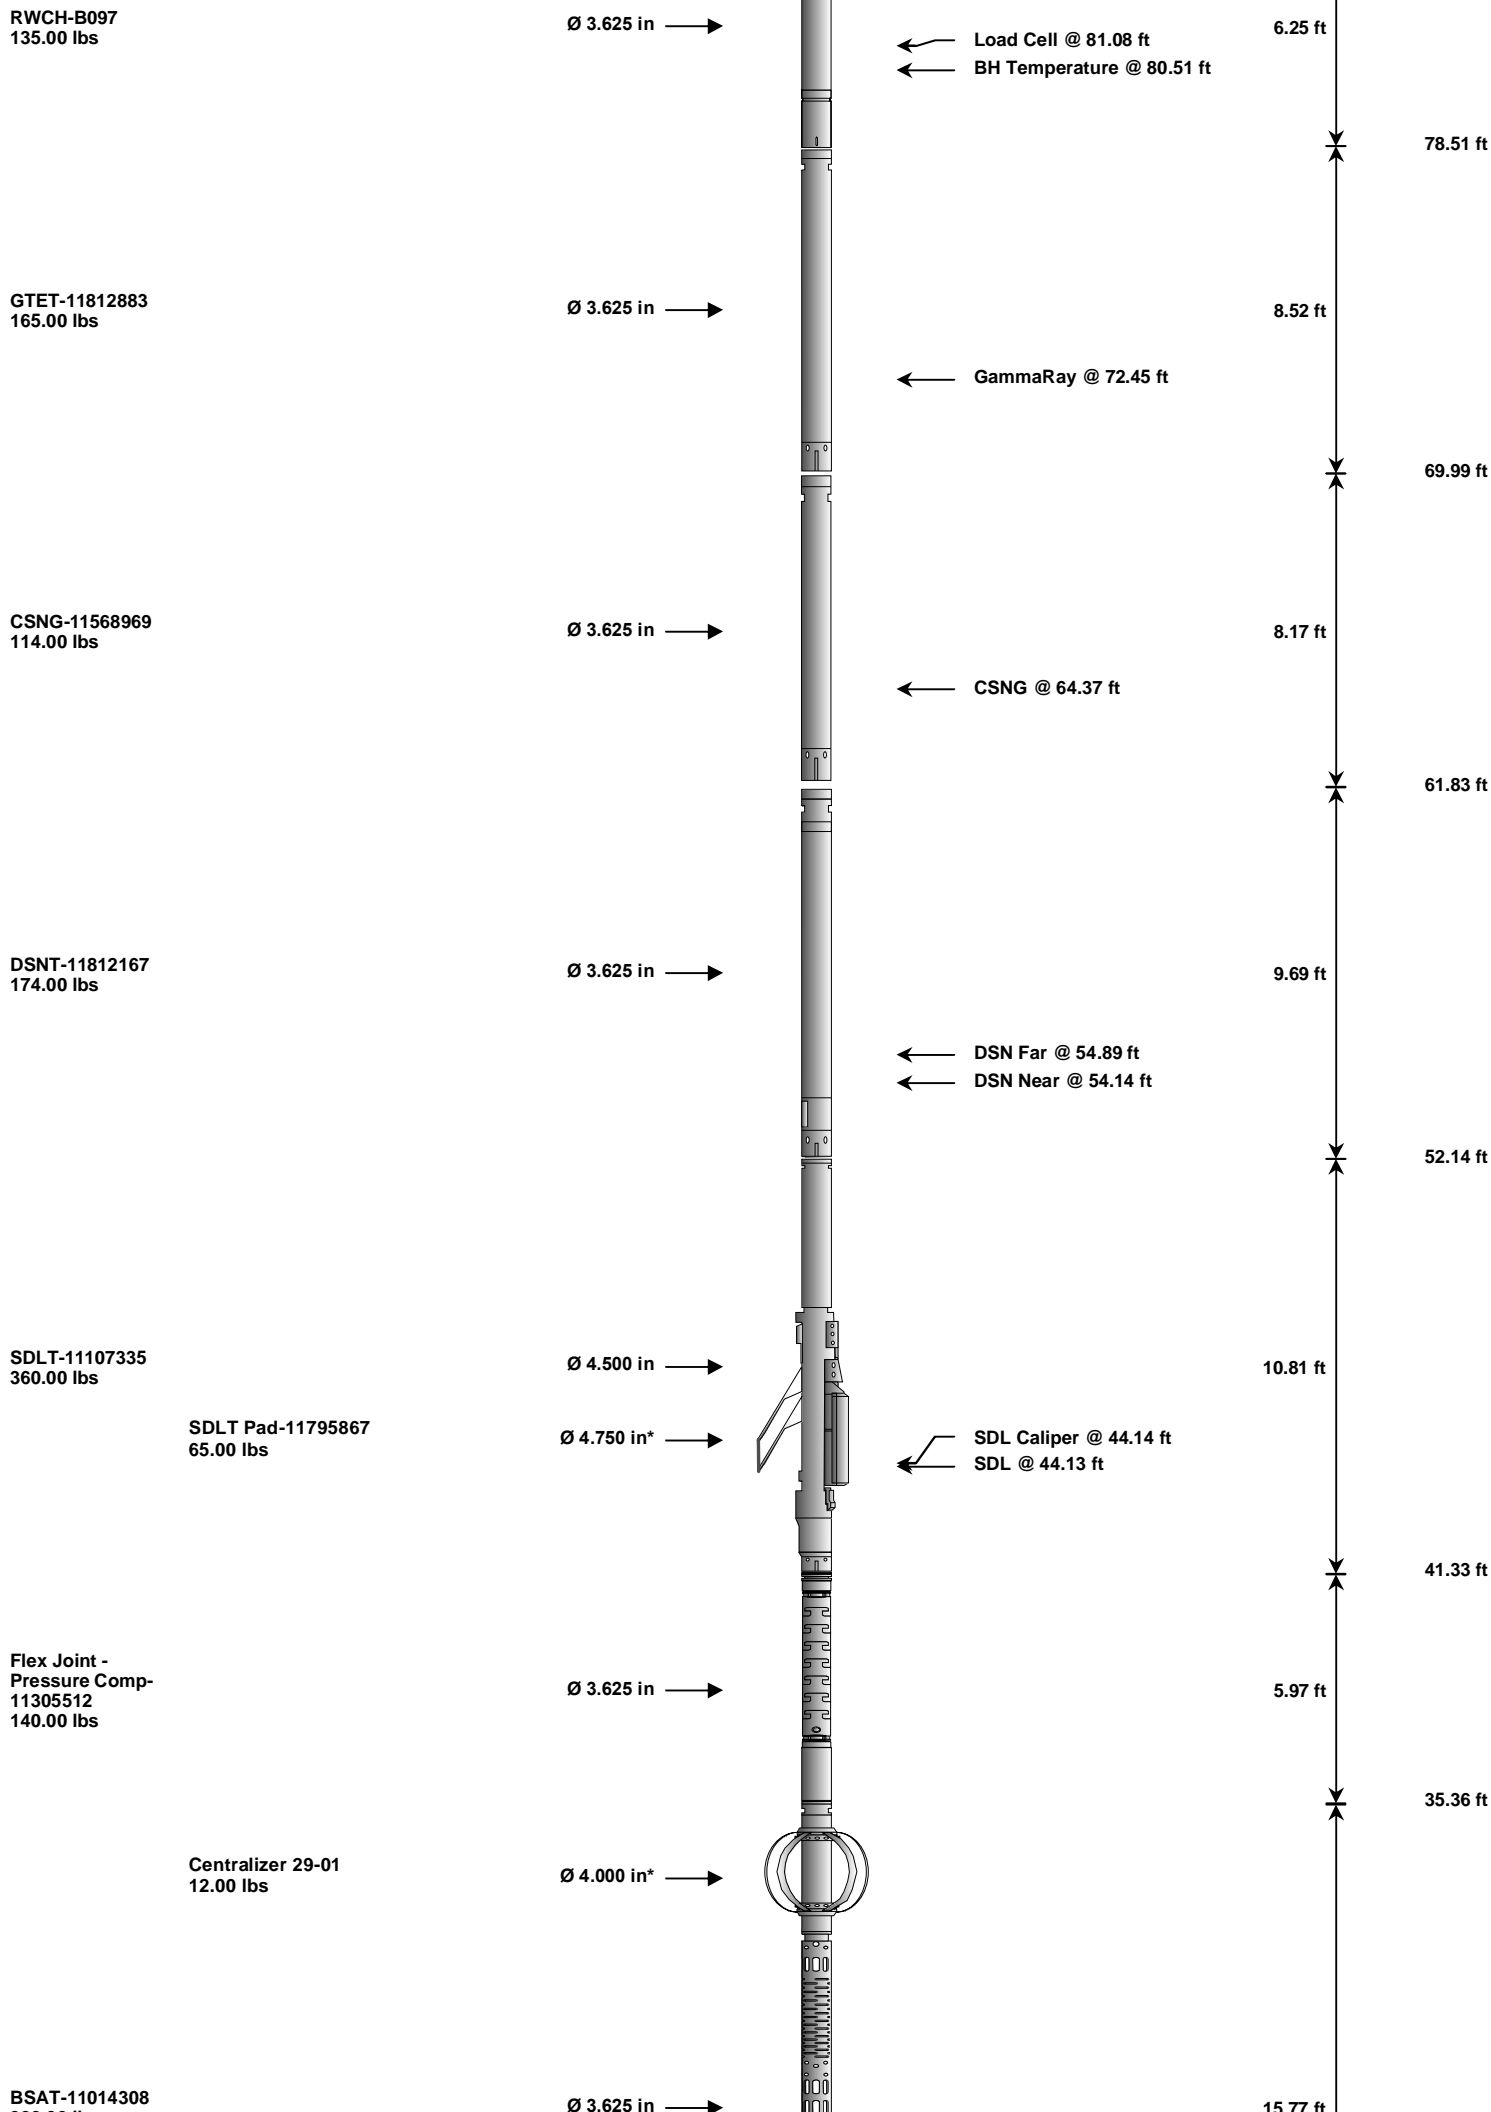 RWCH-B097
135.00 lbs
Ø 3.625 in
6.25 ft
Load Cell @ 81.08 ft
BH Temperature @ 80.51 ft
78.51 ft
GTET-11812883
165.00 lbs
Ø 3.625 in
8.52 ft
GammaRay @ 72.45 ft
69.99 ft
CSNG-11568969
114.00 lbs
Ø 3.625 in
8.17 ft
CSNG @ 64.37 ft
61.83 ft
DSNT-11812167
174.00 lbs
Ø 3.625 in
9.69 ft
DSN Far @ 54.89 ft
DSN Near @ 54.14 ft
52.14 ft
SDLT-11107335
360.00 lbs
Ø 4.500 in
10.81 ft
SDLT Pad-11795867
65.00 lbs
Ø 4.750 in*
SDL Caliper @ 44.14 ft
SDL @ 44.13 ft
41.33 ft
Flex Joint -
Pressure Comp-
11305512
140.00 lbs
Ø 3.625 in
5.97 ft
35.36 ft
Centralizer 29-01
12.00 lbs
Ø 4.000 in*
BSAT-11014308
Ø 3.625 in
15.77 ft